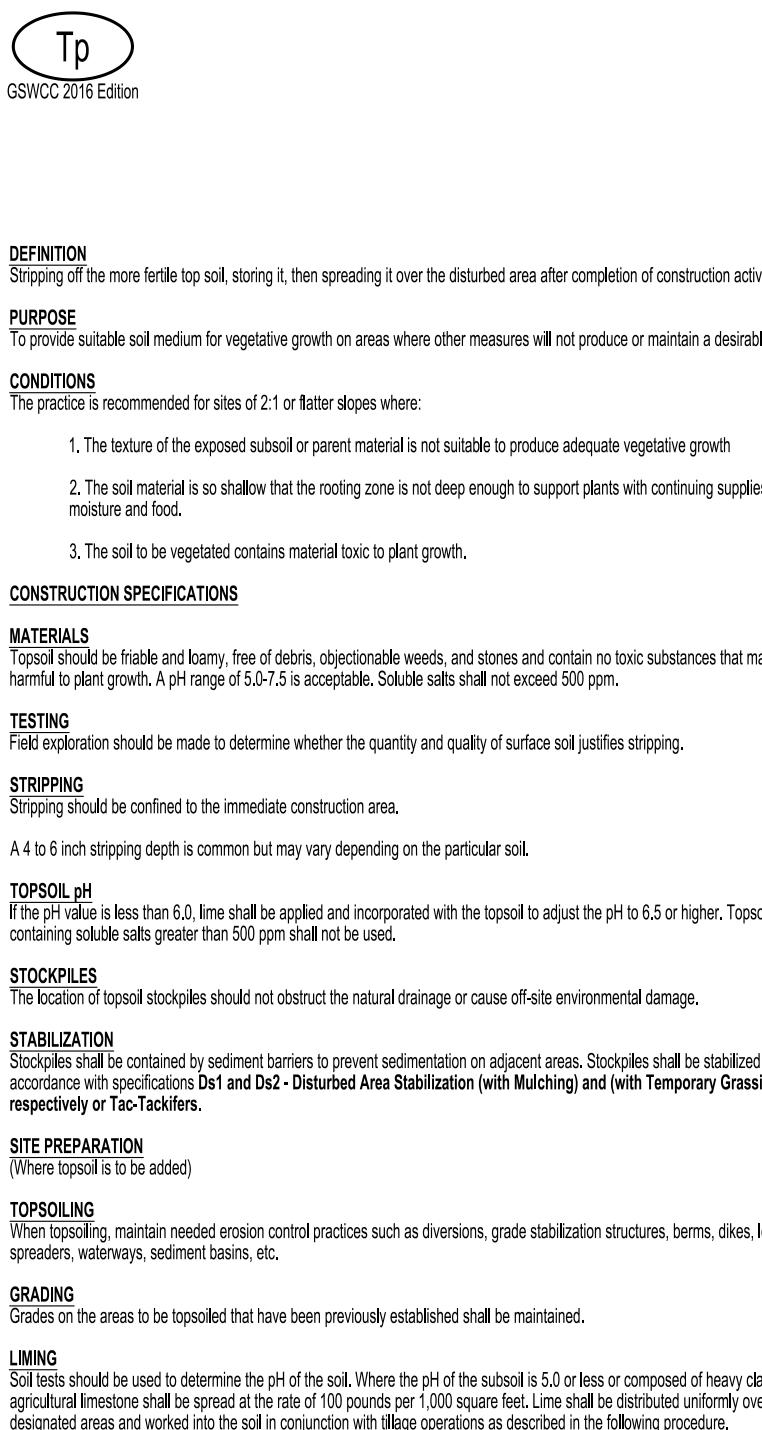 Tp
GSWCC 2016 Edition
DEFINITION
Stripping off the more fertile top soil, storing it, then spreading it over the disturbed area after completion of construction
PURPOSE
To provide suitable soil medium for vegetative growth on areas where other measures will not produce or maintain a
CONDITIONS
The practice is recommended for sites of 2:1 or flatter slopes where:
1. The texture of the exposed subsoil or parent material is not suitable to produce adequate vegetative growth
2. The soil material is so shallow that the rooting zone is not deep enough to support plants with continuing
moisture and food.
3. The soil to be vegetated contains material toxic to plant growth.
CONSTRUCTION SPECIFICATIONS
MATERIALS
Topsoil should be friable and loamy, free of debris, objectionable weeds, and stones and contain no toxic substances that
harmful to plant growth. A pH range of 5.0-7.5 is acceptable. Soluble salts shall not exceed 500 ppm.
TESTING
Field exploration should be made to determine whether the quantity and quality of surface soil justifies stripping.
STRIPPING
Stripping should be confined to the immediate construction area.
A 4 to 6 inch stripping depth is common but may vary depending on the particular soil.
TOPSOIL pH
If the pH value is less than 6.0, lime shall be applied and incorporated with the topsoil to adjust the pH to 6.5 or higher.
containing soluble salts greater than 500 ppm shall not be used.
STOCKPILES
The location of topsoil stockpiles should not obstruct the natural drainage or cause off-site environmental damage.
STABILIZATION
Stockpiles shall be contained by sediment barriers to prevent sedimentation on adjacent areas. Stockpiles shall be stabilized
accordance with specifications Ds1 and Ds2 - Disturbed Area Stabilization (with Mulching) and (with Temporary
respectively or Tac-Tackifers.
SITE PREPARATION
(Where topsoil is to be added)
TOPSOILING
When topsoiling, maintain needed erosion control practices such as diversions, grade stabilization structures, berms, dikes,
spreaders, waterways, sediment basins, etc.
GRADING
Grades on the areas to be topsoiled that have been previously established shall be maintained.
LIMING
Soil tests should be used to determine the pH of the soil. Where the pH of the subsoil is 5.0 or less or composed of heavy
agricultural limestone shall be spread at the rate of 100 pounds per 1,000 square feet. Lime shall be distributed uniformly
designated areas and worked into the soil in conjunction with tillage operations as described in the following procedure.